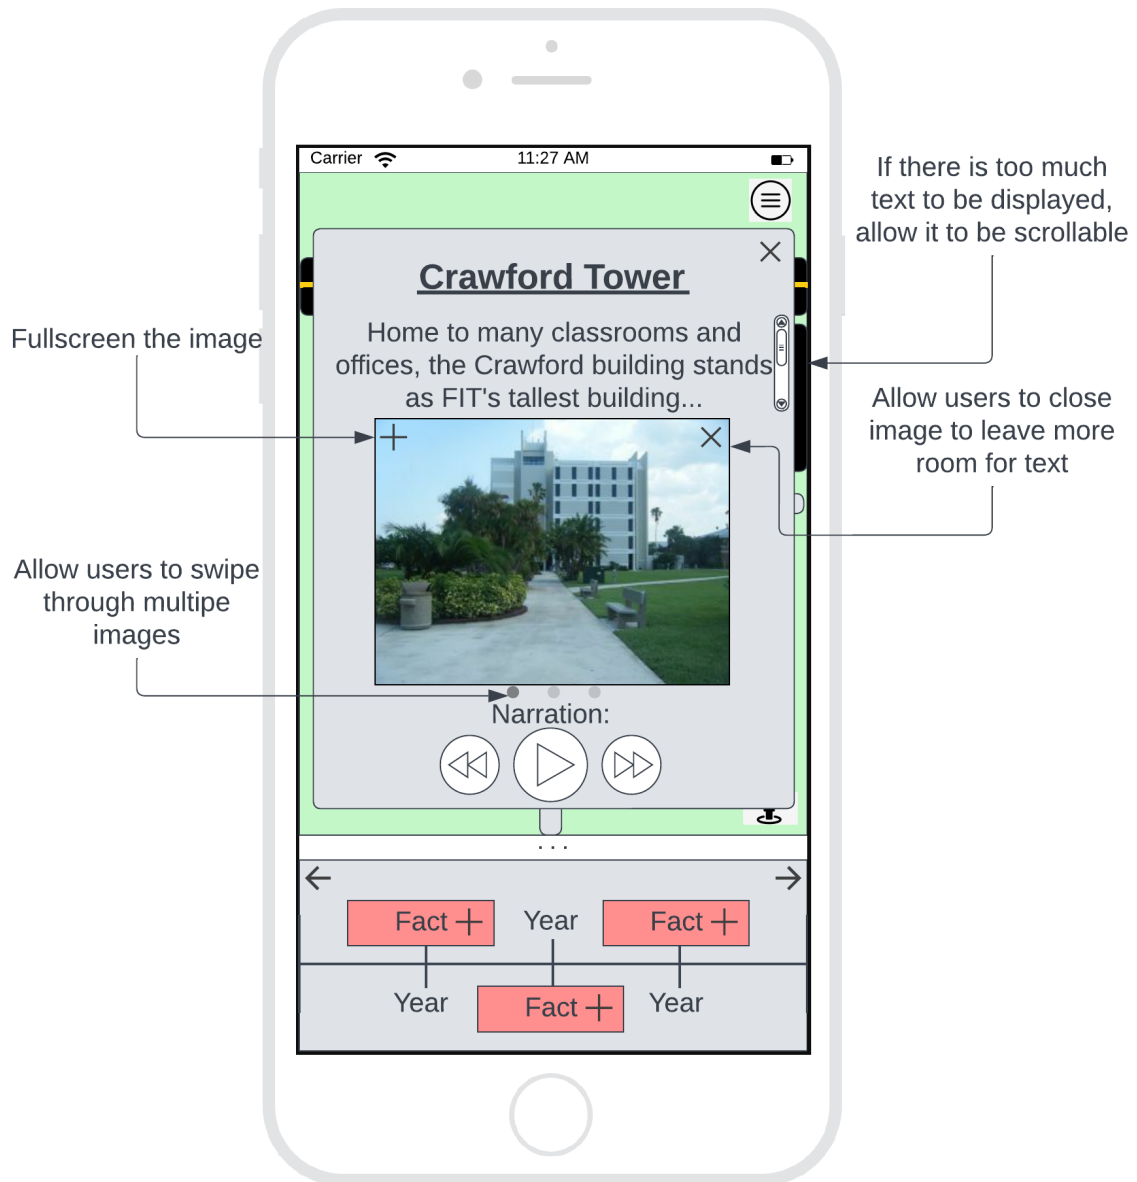 Carrier
11:27 AM
If there is too much
text to be displayed,
allow it to be scrollable
Crawford Tower
Home to many classrooms and
offices, the Crawford building stands
as FIT's tallest building...
Fullscreen the image
Allow users to close
image to leave more
room for text
Allow users to swipe
through multipe
images
Narration:
...
Fact
Year
Fact
Year
Fact
Year